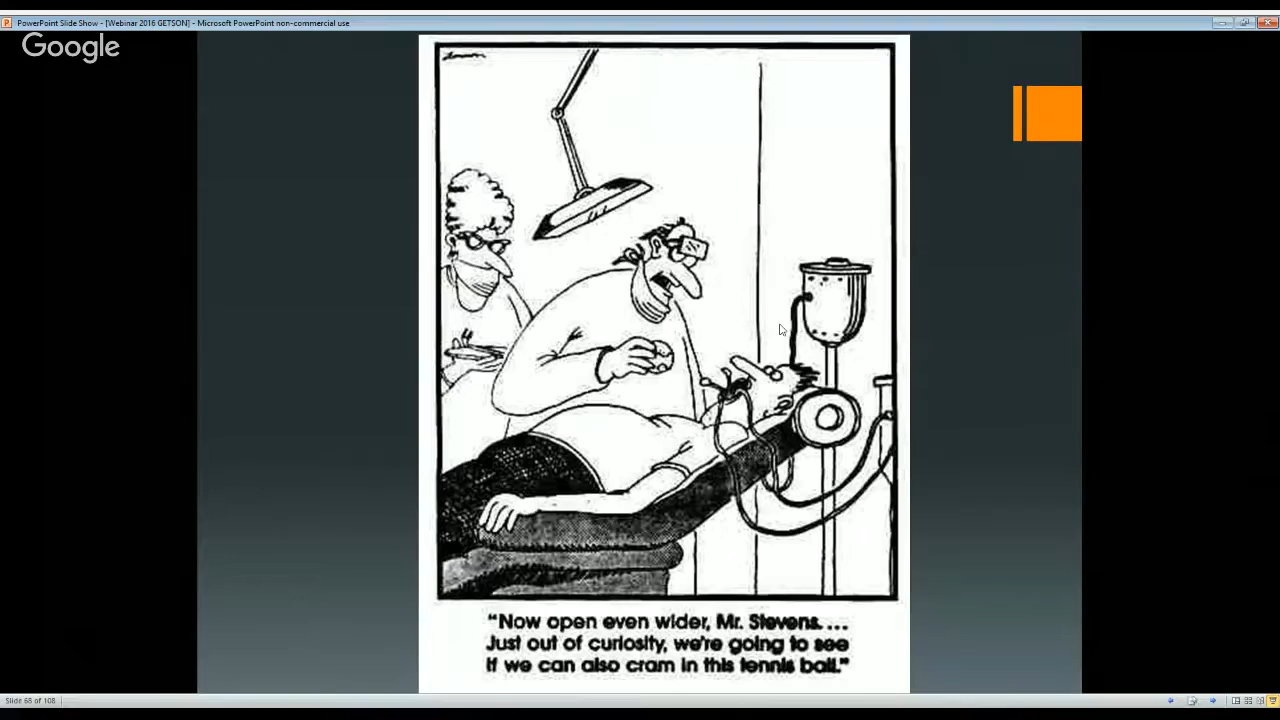 PowerPoint Slide Show - [Webinar 2016 GETSON] - Microsoft PowerPoint non-commercial use
Google
Larson
“Now open even wider, Mr. Stevens....
Just out of curiosity, we're going to see
if we can also cram in this tennis ball.”
Slide 68 of 108